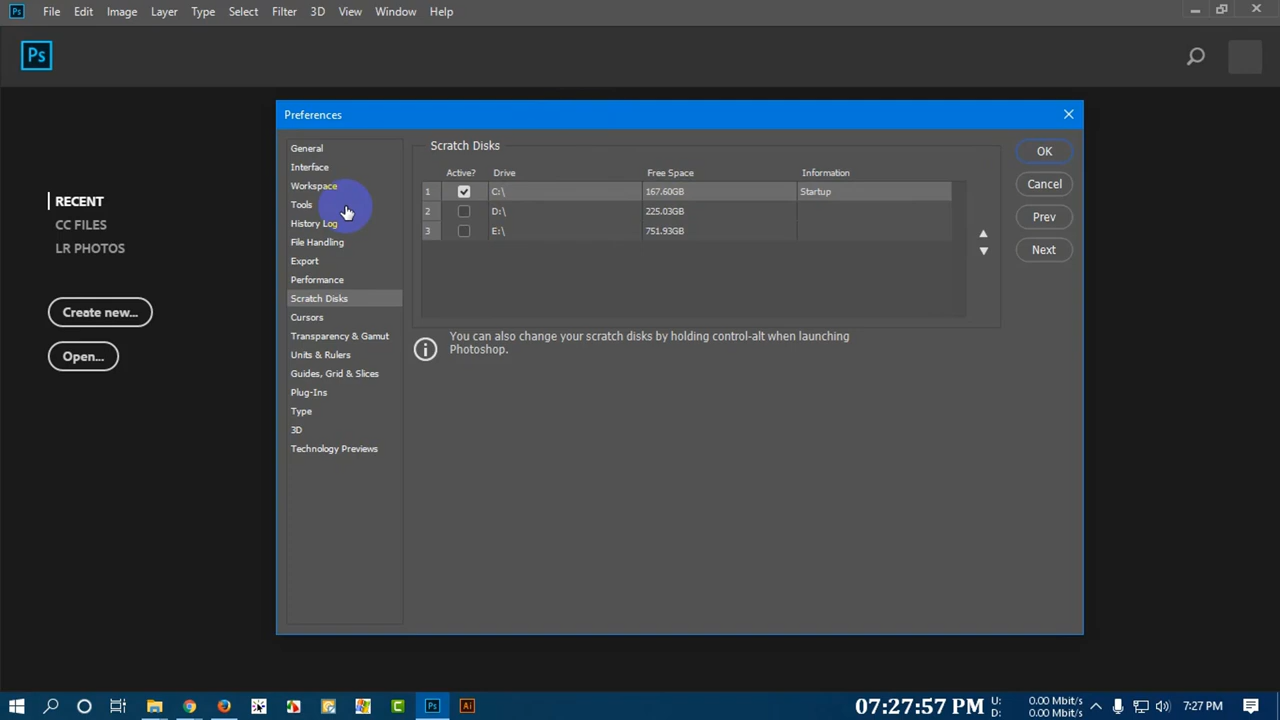 Ps File Edit Image Layer Type Select Filter 3D View Window Help
Ps
Preferences
General
Interface
Workspace
Tools
History Log
File Handling
Export
Performance
Scratch Disks
Cursors
Transparency & Gamut
Units & Rulers
Guides, Grid & Slices
Plug-Ins
Type
3D
Technology Previews
Scratch Disks
Active? Drive Free Space Information
1 C:\ 167.60GB Startup
2 D:\ 225.03GB
3 E:\ 751.93GB
You can also change your scratch disks by holding control-alt when launching
Photoshop.
OK
Cancel
Prev
Next
RECENT
CC FILES
LR PHOTOS
Create new...
Open...
C Ps Ai
07:27:57 PM
U: 0.00 Mbit/s
D: 0.00 Mbit/s
7:27 PM